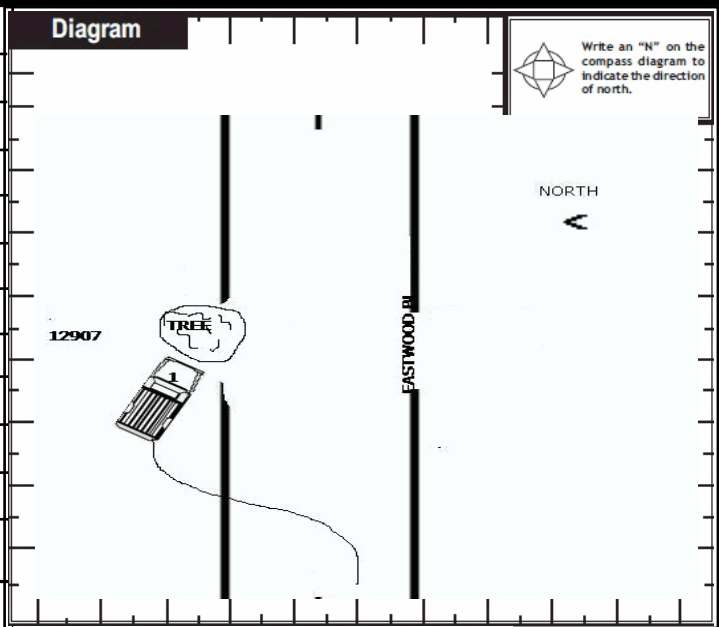 Diagram
Write an "N" on the
compass diagram to
indicate the direction
of north.
NORTH
12907
TREE
1
EASTWOOD BL